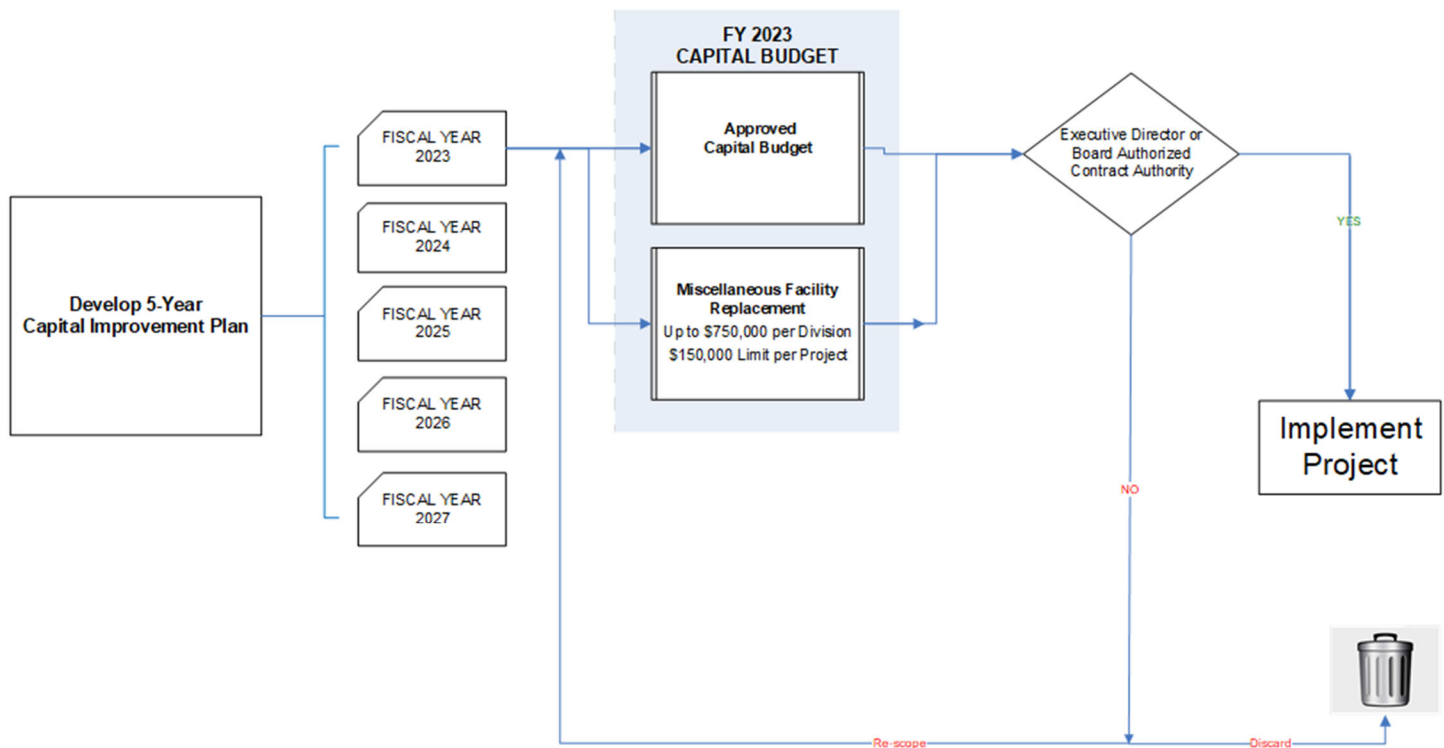 FY 2023
CAPITAL BUDGET
Develop 5-Year
Capital Improvement Plan
FISCAL YEAR
2023
FISCAL YEAR
2024
FISCAL YEAR
2025
FISCAL YEAR
2026
FISCAL YEAR
2027
Approved
Capital Budget
Miscellaneous Facility
Replacement
Up to $750,000 per Division
$150,000 Limit per Project
Executive Director or
Board Authorized
Contract Authority
YES
NO
Implement
Project
Re-scope
Discard